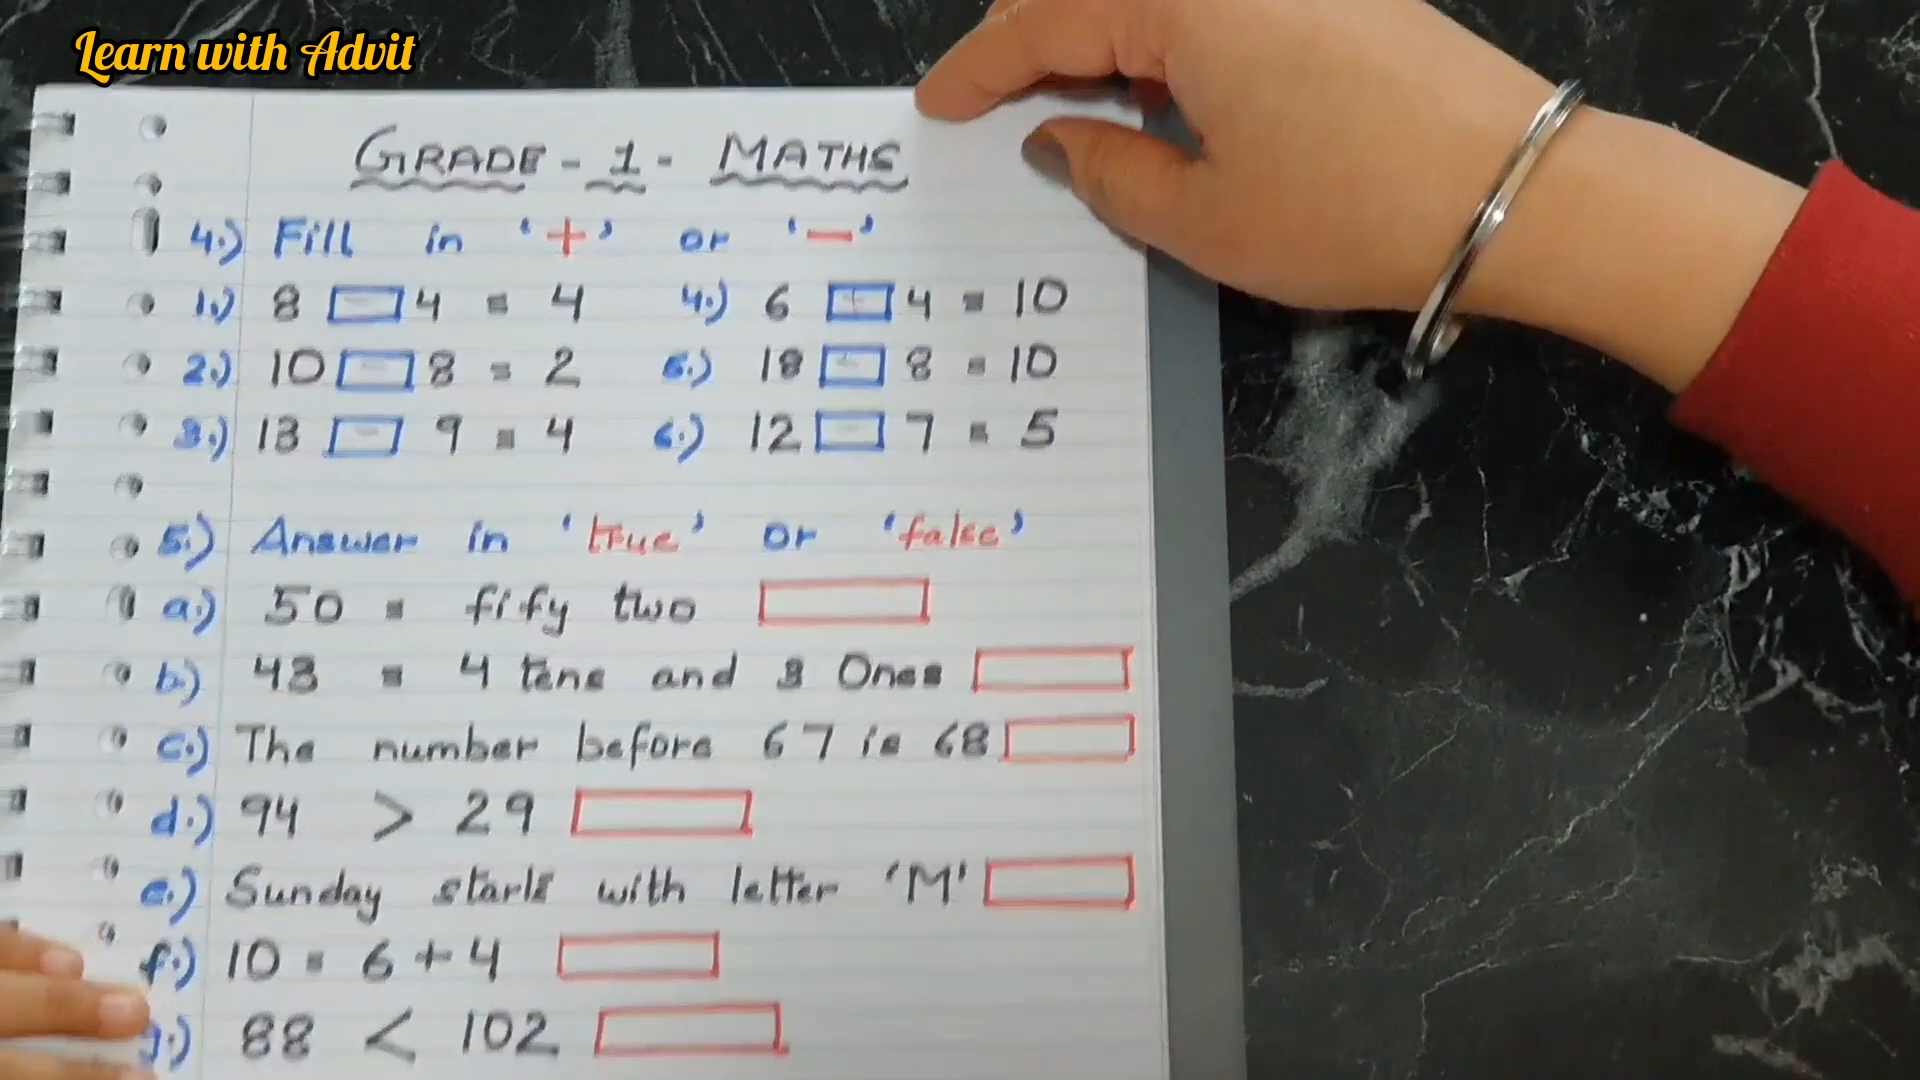 Learn with Advit
GRADE - 1 - MATHS
4.) Fill in '+' or '-'
1.) 8 - 4 = 4 4.) 6 + 4 = 10
2.) 10 - 8 = 2 5.) 18 - 8 = 10
3.) 13 - 9 = 4 6.) 12 - 7 = 5
5.) Answer in 'true' or 'false'
a.) 50 = fify two
b.) 43 = 4 tens and 3 Ones
c.) The number before 67 is 68
d.) 94 > 29
e.) Sunday starts with letter 'M'
f.) 10 = 6 + 4
g.) 88 < 102